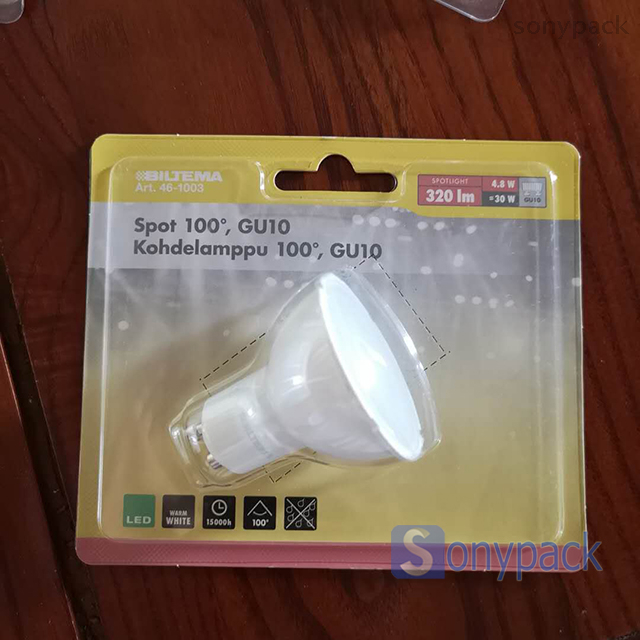 sonypack
BILTEMA
Art. 46-1003
SPOTLIGHT 4.8 W
320 lm =30 W GU10
Spot 100°, GU10
Kohdelamppu 100°, GU10
LED
WARM
WHITE
15000h
100°
Sonypack